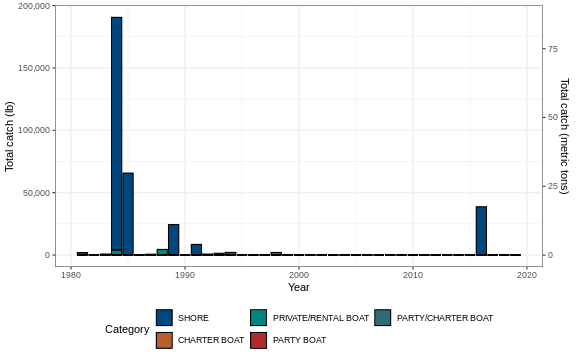 200,000
150,000
100,000
50,000
0
75
50
25
0
Total catch (lb)
Total catch (metric tons)
1980 1990 2000 2010 2020
Year
Category
SHORE PRIVATE/RENTAL BOAT PARTY/CHARTER BOAT
CHARTER BOAT PARTY BOAT